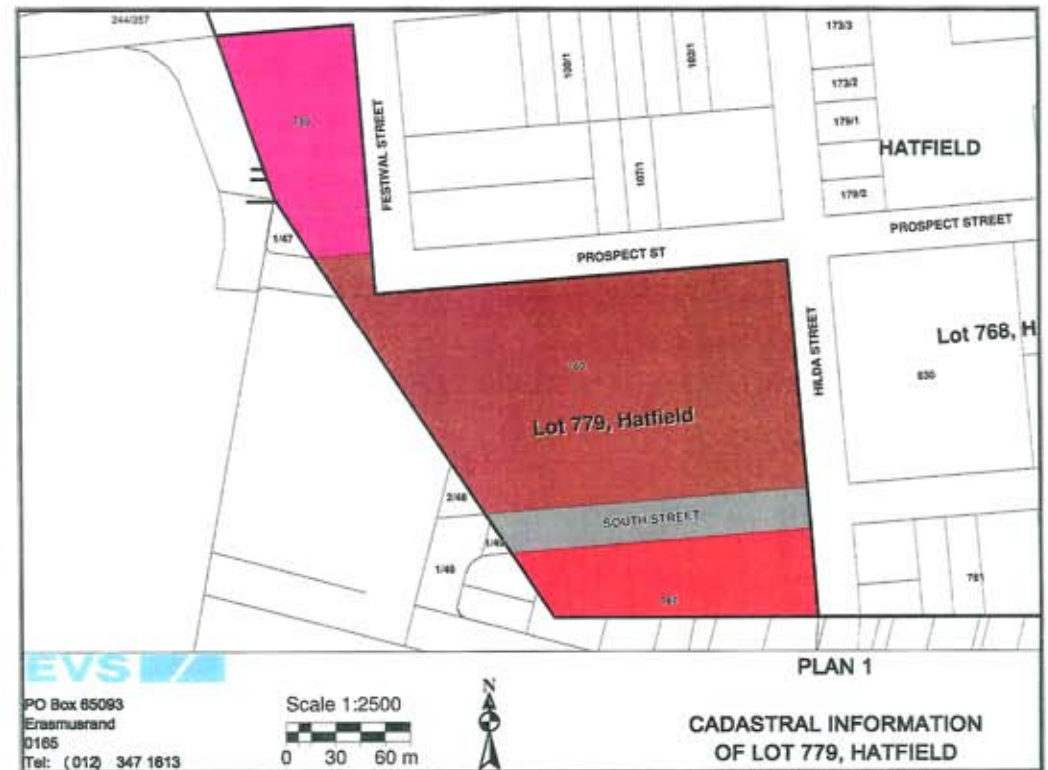 244/357
173/3
108/1
102/1
173/2
179/1
FESTIVAL STREET
HATFIELD
107/1
179/2
PROSPECT STREET
1/47
PROSPECT ST
HILDA STREET
Lot 768, H
830
Lot 779, Hatfield
2/48
SOUTH STREET
1/48
781
EVS
PLAN 1
PO Box 65093
Erasmusrand
0165
Tel: (012) 347 1613
Scale 1:2500
0 30 60 m
N
CADASTRAL INFORMATION
OF LOT 779, HATFIELD